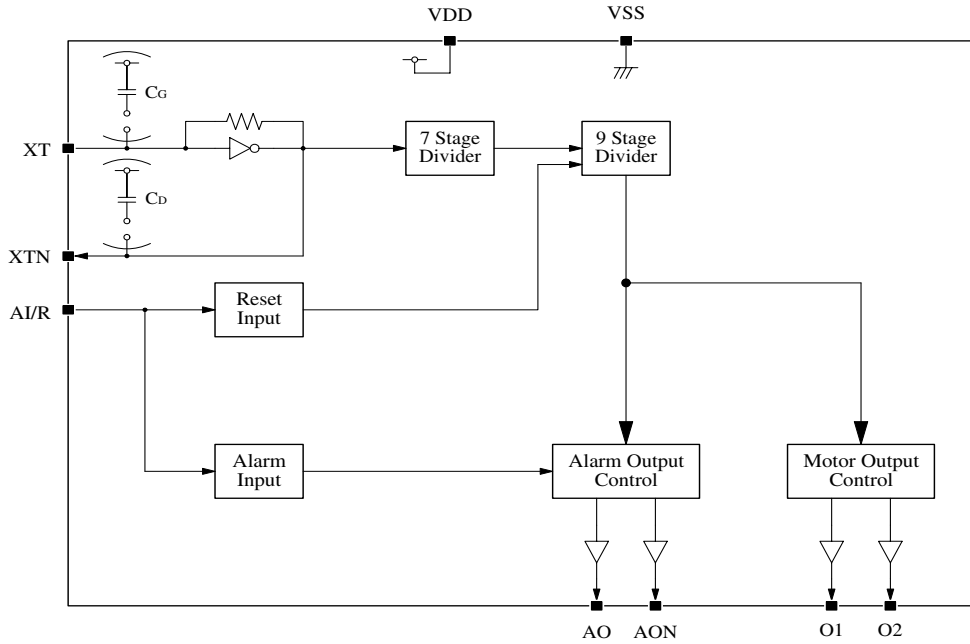 VDD
VSS
CG
XT
7 Stage
Divider
9 Stage
Divider
CD
XTN
AI/R
Reset
Input
Alarm
Input
Alarm Output
Control
Motor Output
Control
AO
AON
O1
O2